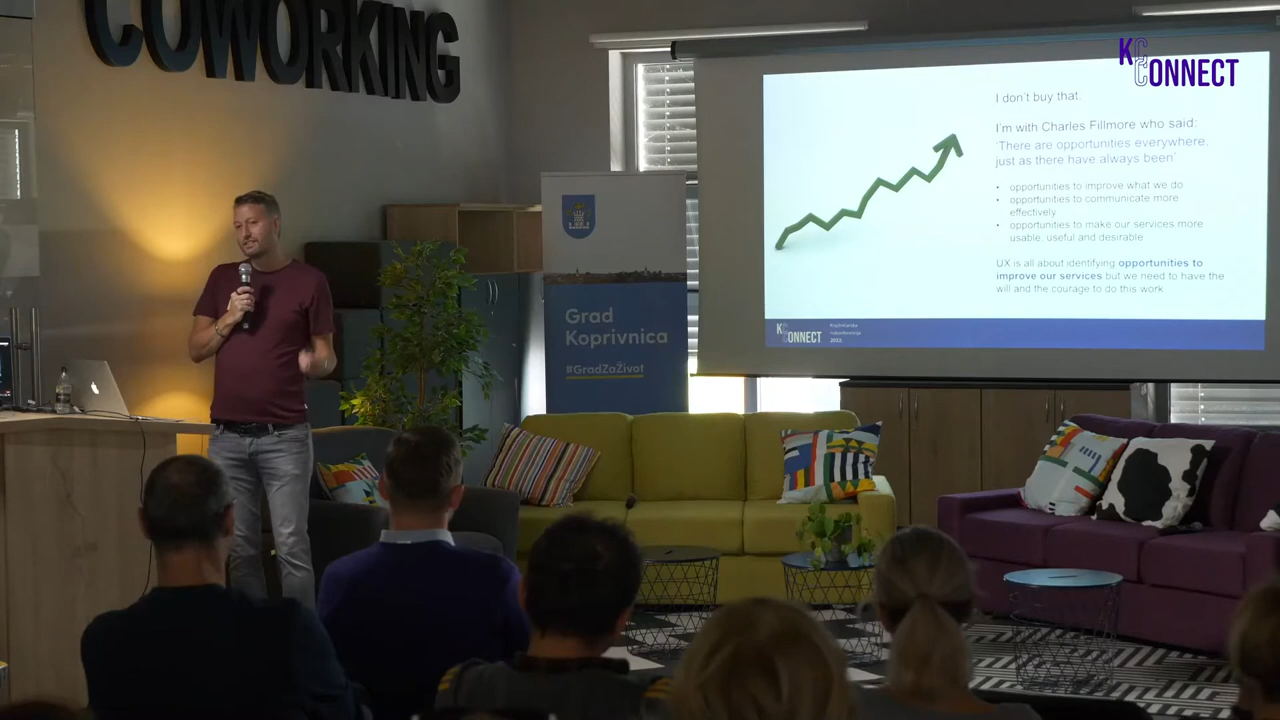 COWORKING
KC
CONNECT
I don't buy that.
I'm with Charles Fillmore who said:
'There are opportunities everywhere,
just as there have always been'
• opportunities to improve what we do
• opportunities to communicate more
effectively
• opportunities to make our services more
usable, useful and desirable
UX is all about identifying opportunities to
improve our services but we need to have the
will and the courage to do this work
KC
CONNECT
2022.
Grad
Koprivnica
#GradZaŽivot